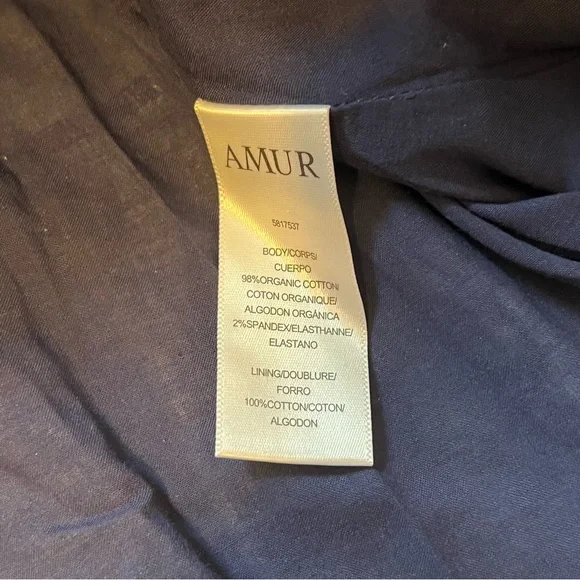 AMUR
5817537
BODY/CORPS/
CUERPO
98%ORGANIC COTTON/
COTON ORGANIQUE/
ALGODON ORGÁNICA
2%SPANDEX/ELASTHANNE/
ELASTANO
LINING/DOUBLURE/
FORRO
100%COTTON/COTON/
ALGODON